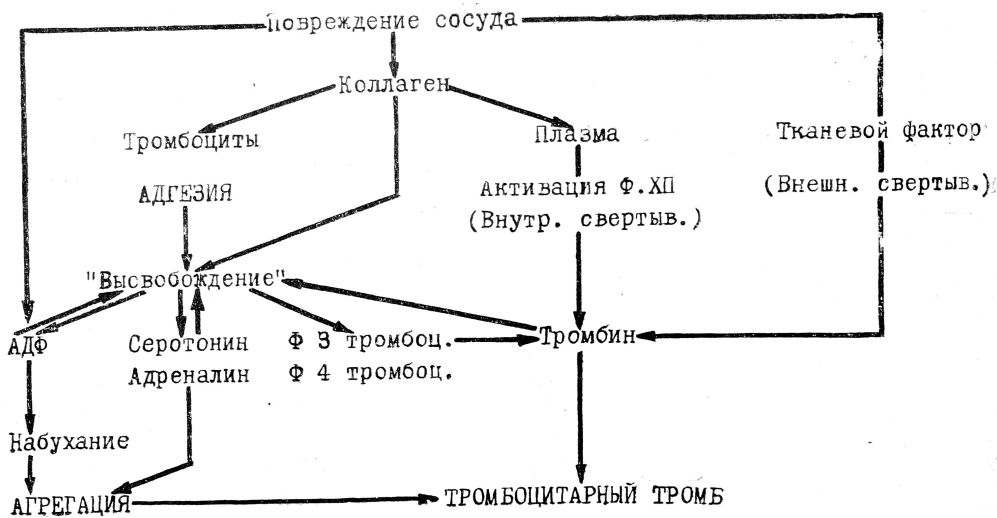 Повреждение сосуда
Коллаген
Тромбоциты
Плазма
Тканевой фактор
АДГЕЗИЯ
Активация Ф.ХП
(Внешн. свертыв.)
(Внутр. свертыв.)
"Высвобождение"
АДФ
Серотонин
Ф 3 тромбоц.
Тромбин
Адреналин
Ф 4 тромбоц.
Набухание
АГРЕГАЦИЯ
ТРОМБОЦИТАРНЫЙ ТРОМБ